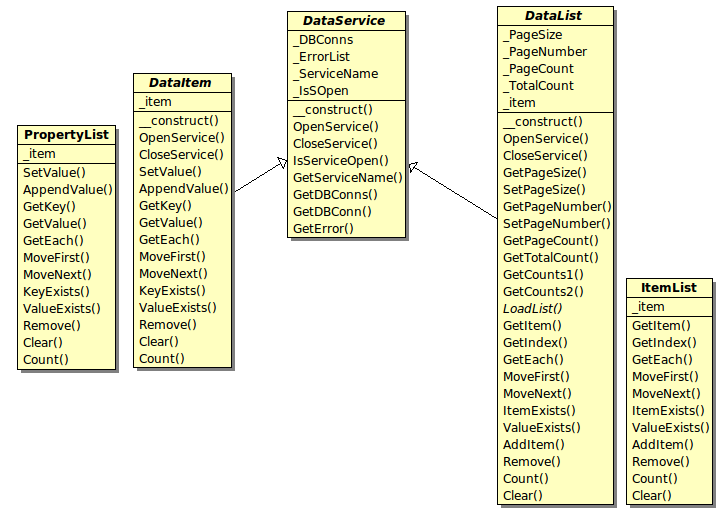 PropertyList
_item
SetValue()
AppendValue()
GetKey()
GetValue()
GetEach()
MoveFirst()
MoveNext()
KeyExists()
ValueExists()
Remove()
Clear()
Count()
DataItem
_item
__construct()
OpenService()
CloseService()
SetValue()
AppendValue()
GetKey()
GetValue()
GetEach()
MoveFirst()
MoveNext()
KeyExists()
ValueExists()
Remove()
Clear()
Count()
DataService
_DBConns
_ErrorList
_ServiceName
_IsSOpen
__construct()
OpenService()
CloseService()
IsServiceOpen()
GetServiceName()
GetDBConns()
GetDBConn()
GetError()
DataList
_PageSize
_PageNumber
_PageCount
_TotalCount
_item
__construct()
OpenService()
CloseService()
GetPageSize()
SetPageSize()
GetPageNumber()
SetPageNumber()
GetPageCount()
GetTotalCount()
GetCounts1()
GetCounts2()
LoadList()
GetItem()
GetIndex()
GetEach()
MoveFirst()
MoveNext()
ItemExists()
ValueExists()
AddItem()
Remove()
Count()
Clear()
ItemList
_item
GetItem()
GetIndex()
GetEach()
MoveFirst()
MoveNext()
ItemExists()
ValueExists()
AddItem()
Remove()
Count()
Clear()